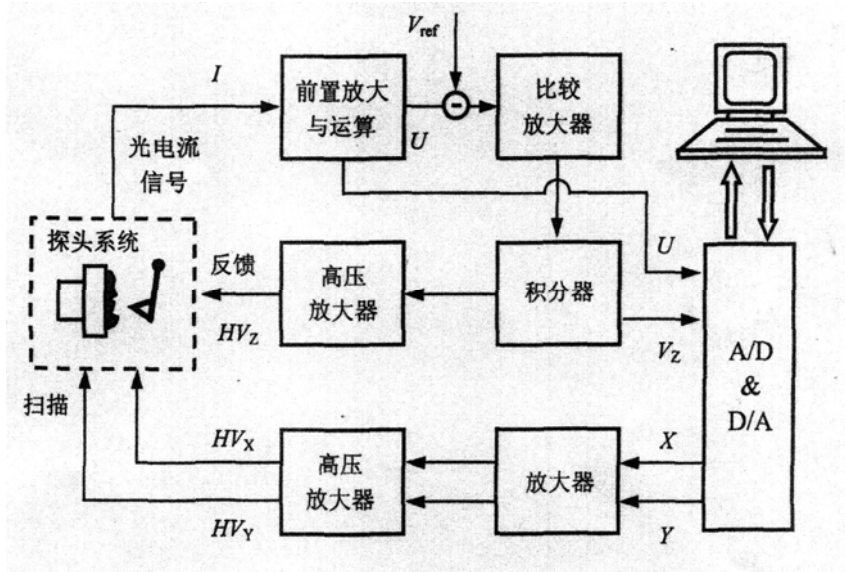 V_ref
I
前置放大
与运算
U
比较
放大器
光电流
信号
探头系统
反馈
HV_Z
高压
放大器
积分器
U
V_Z
A/D
&
D/A
扫描
HV_X
HV_Y
高压
放大器
放大器
X
Y